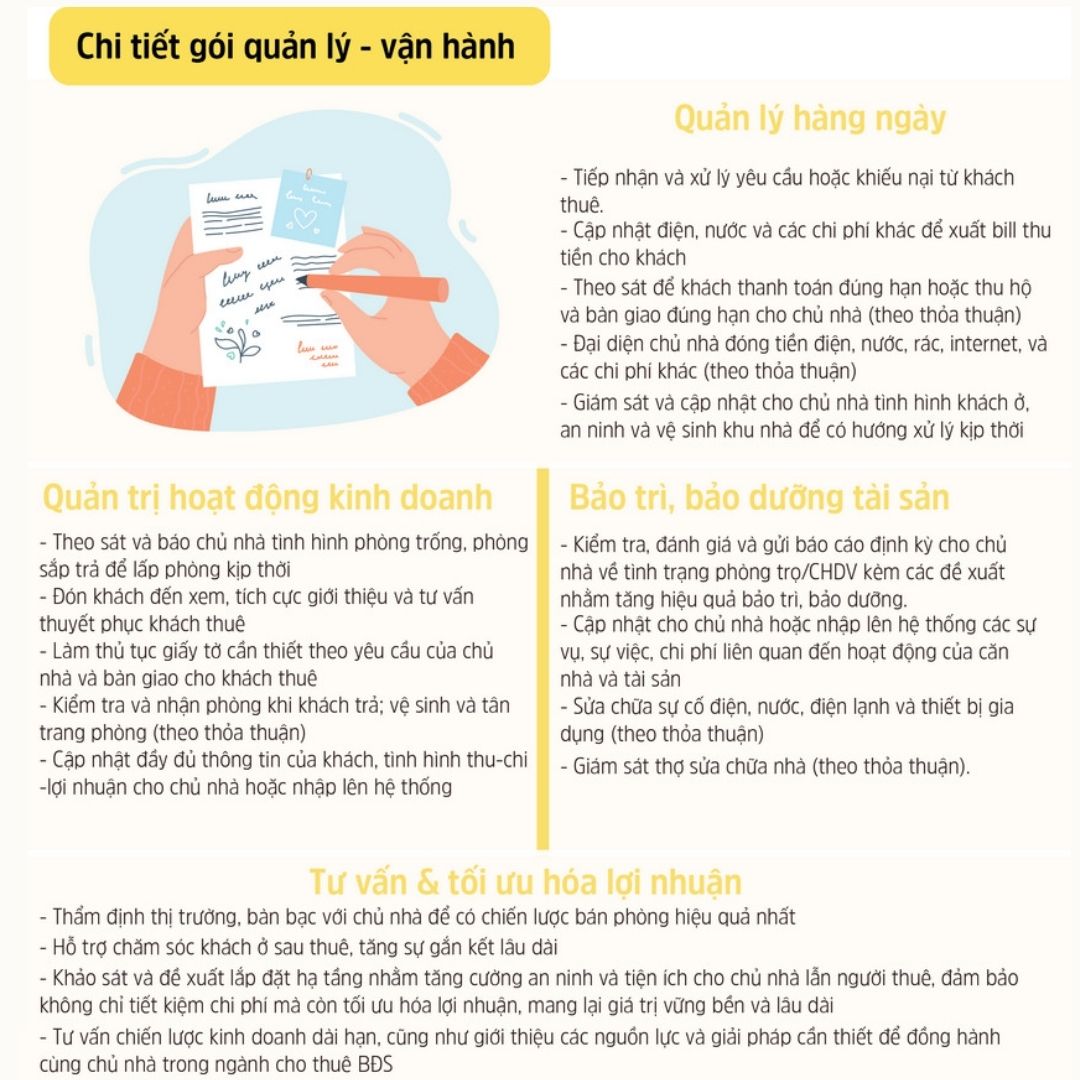 Chi tiết gói quản lý - vận hành
Quản lý hàng ngày
- Tiếp nhận và xử lý yêu cầu hoặc khiếu nại từ khách
thuê.
- Cập nhật điện, nước và các chi phí khác để xuất bill thu
tiền cho khách
- Theo sát để khách thanh toán đúng hạn hoặc thu hộ
và bàn giao đúng hạn cho chủ nhà (theo thỏa thuận)
- Đại diện chủ nhà đóng tiền điện, nước, rác, internet, và
các chi phí khác (theo thỏa thuận)
- Giám sát và cập nhật cho chủ nhà tình hình khách ở,
an ninh và vệ sinh khu nhà để có hướng xử lý kịp thời
Quản trị hoạt động kinh doanh
- Theo sát và báo chủ nhà tình hình phòng trống, phòng
sắp trả để lấp phòng kịp thời
- Đón khách đến xem, tích cực giới thiệu và tư vấn
thuyết phục khách thuê
- Làm thủ tục giấy tờ cần thiết theo yêu cầu của chủ
nhà và bàn giao cho khách thuê
- Kiểm tra và nhận phòng khi khách trả; vệ sinh và tân
trang phòng (theo thỏa thuận)
- Cập nhật đầy đủ thông tin của khách, tình hình thu-chi
-lợi nhuận cho chủ nhà hoặc nhập lên hệ thống
Bảo trì, bảo dưỡng tài sản
- Kiểm tra, đánh giá và gửi báo cáo định kỳ cho chủ
nhà về tình trạng phòng trọ/CHDV kèm các đề xuất
nhằm tăng hiệu quả bảo trì, bảo dưỡng.
- Cập nhật cho chủ nhà hoặc nhập lên hệ thống các sự
vụ, sự việc, chi phí liên quan đến hoạt động của căn
nhà và tài sản
- Sửa chữa sự cố điện, nước, điện lạnh và thiết bị gia
dụng (theo thỏa thuận)
- Giám sát thợ sửa chữa nhà (theo thỏa thuận).
Tư vấn & tối ưu hóa lợi nhuận
- Thẩm định thị trường, bàn bạc với chủ nhà để có chiến lược bán phòng hiệu quả nhất
- Hỗ trợ chăm sóc khách ở sau thuê, tăng sự gắn kết lâu dài
- Khảo sát và đề xuất lắp đặt hạ tầng nhằm tăng cường an ninh và tiện ích cho chủ nhà lẫn người thuê, đảm bảo
không chỉ tiết kiệm chi phí mà còn tối ưu hóa lợi nhuận, mang lại giá trị vững bền và lâu dài
- Tư vấn chiến lược kinh doanh dài hạn, cũng như giới thiệu các nguồn lực và giải pháp cần thiết để đồng hành
cùng chủ nhà trong ngành cho thuê BĐS